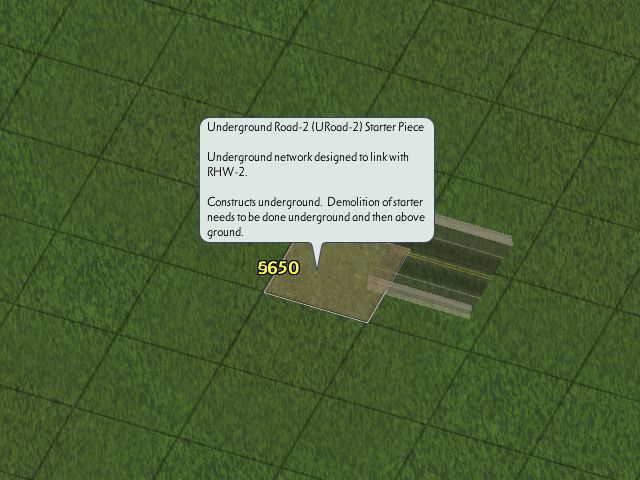 Underground Road-2 (URoad-2) Starter Piece
Underground network designed to link with
RHW-2.
Constructs underground. Demolition of starter
needs to be done underground and then above
ground.
§650